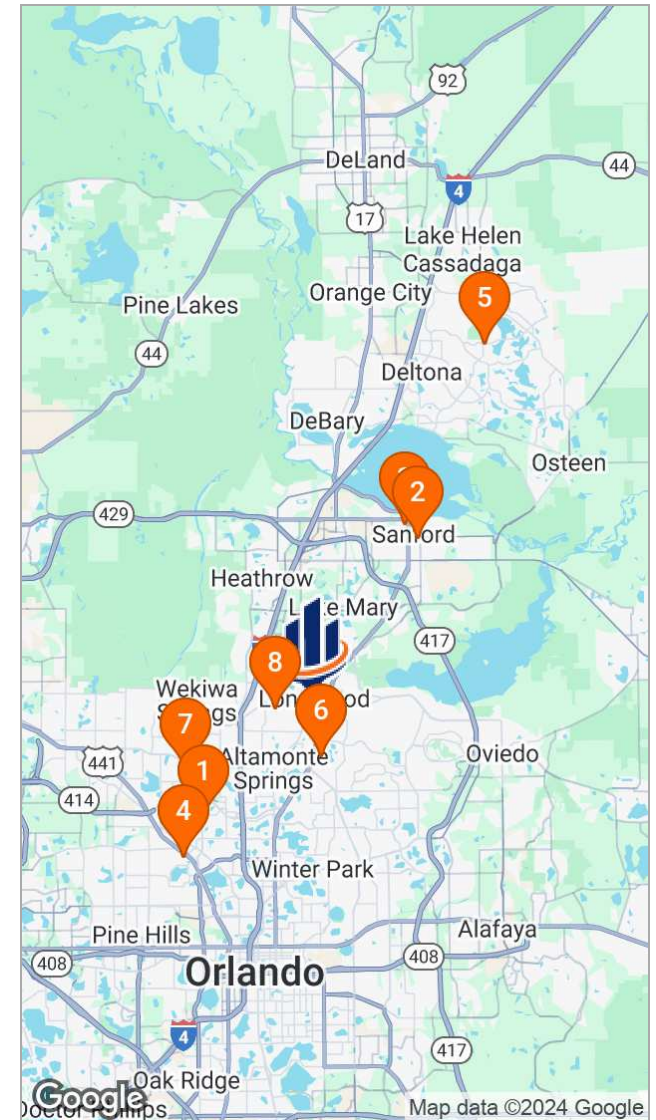 92
DeLand
44
4
17
Lake Helen
Cassadaga
5
Orange City
Pine Lakes
44
Deltona
DeBary
Osteen
2
429
Sanford
Heathrow
Mary
417
8
Wekiwa
6
7
441
Altamonte
Springs
Oviedo
1
414
4
Winter Park
Pine Hills
Alafaya
408
408
Orlando
4
417
Google
Oak Ridge
Map data ©2024 Google